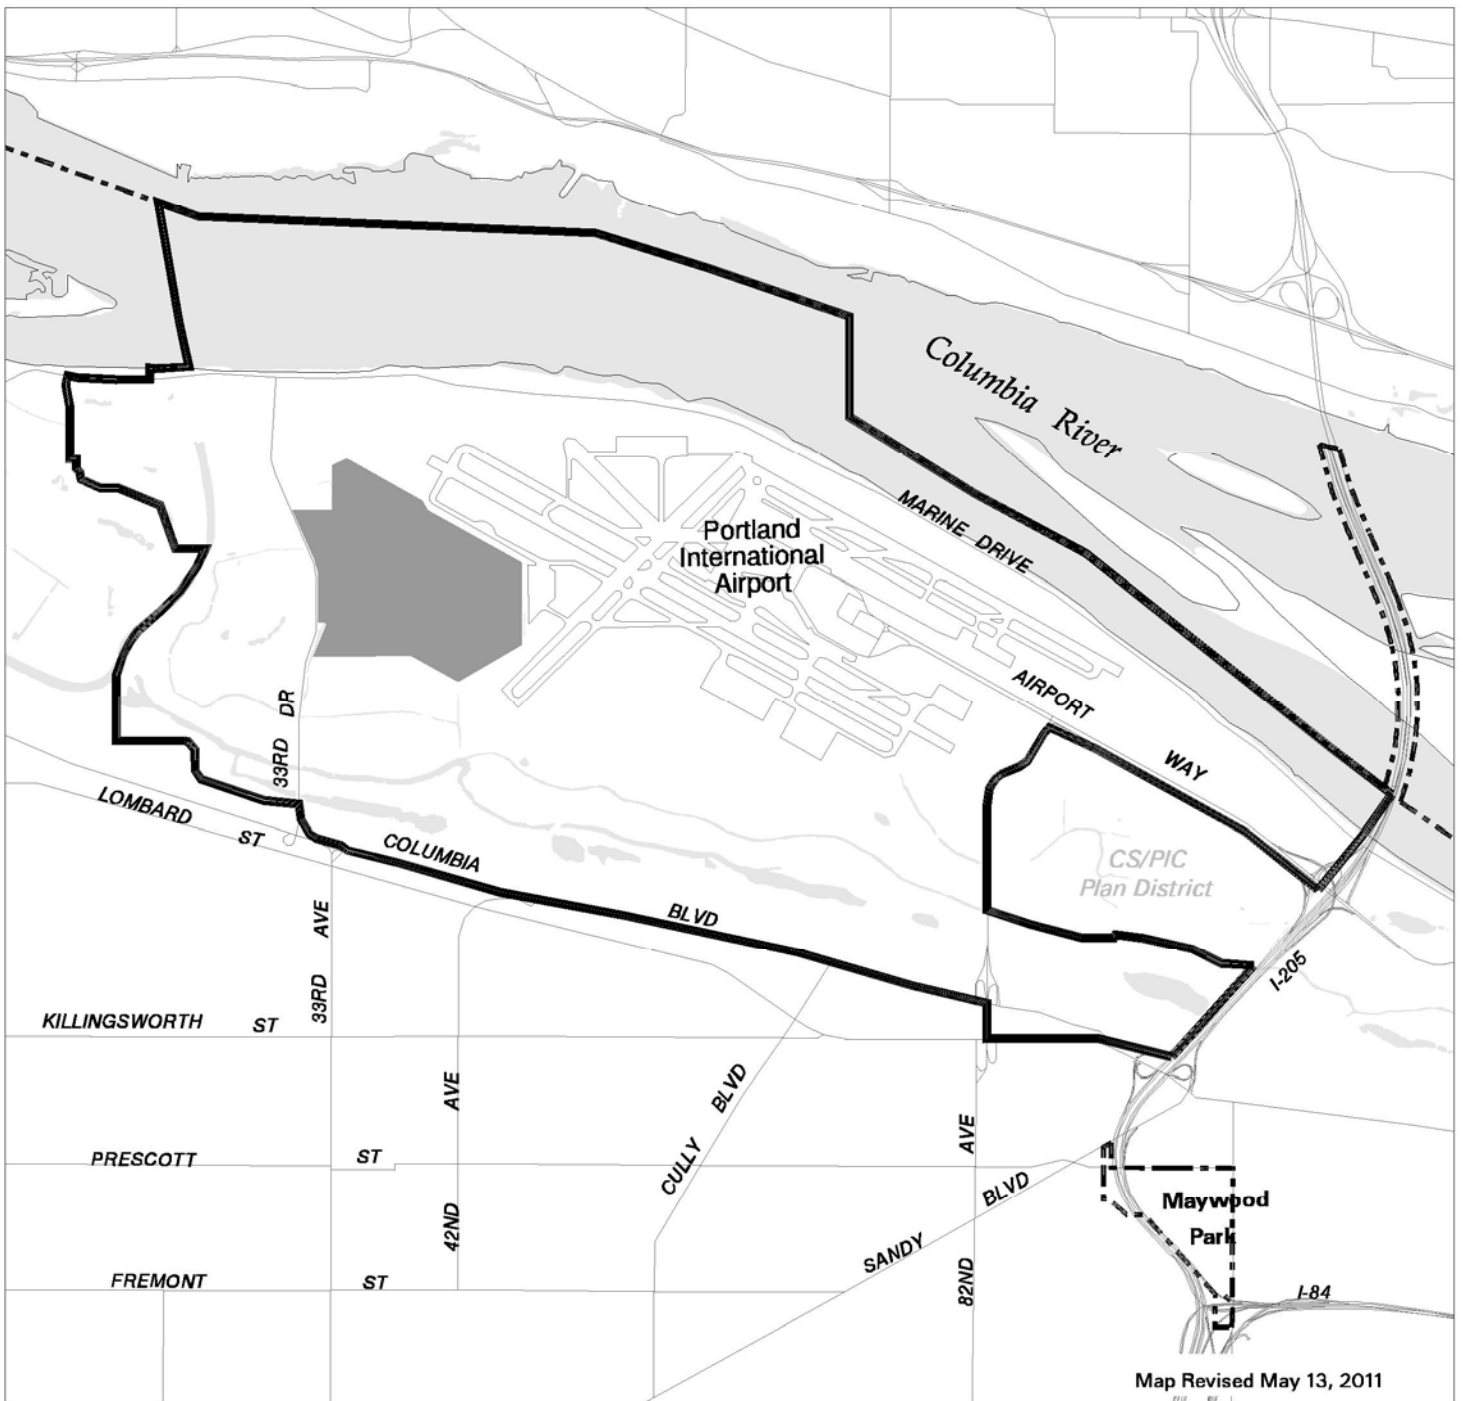 Columbia River
MARINE DRIVE
Portland
International
Airport
AIRPORT WAY
33RD DR
LOMBARD ST
COLUMBIA BLVD
CS/PIC
Plan District
I-205
33RD AVE
KILLINGSWORTH ST
42ND AVE
CULLY BLVD
82ND AVE
PRESCOTT ST
SANDY BLVD
Maywood
Park
FREMONT ST
I-84
Map Revised May 13, 2011